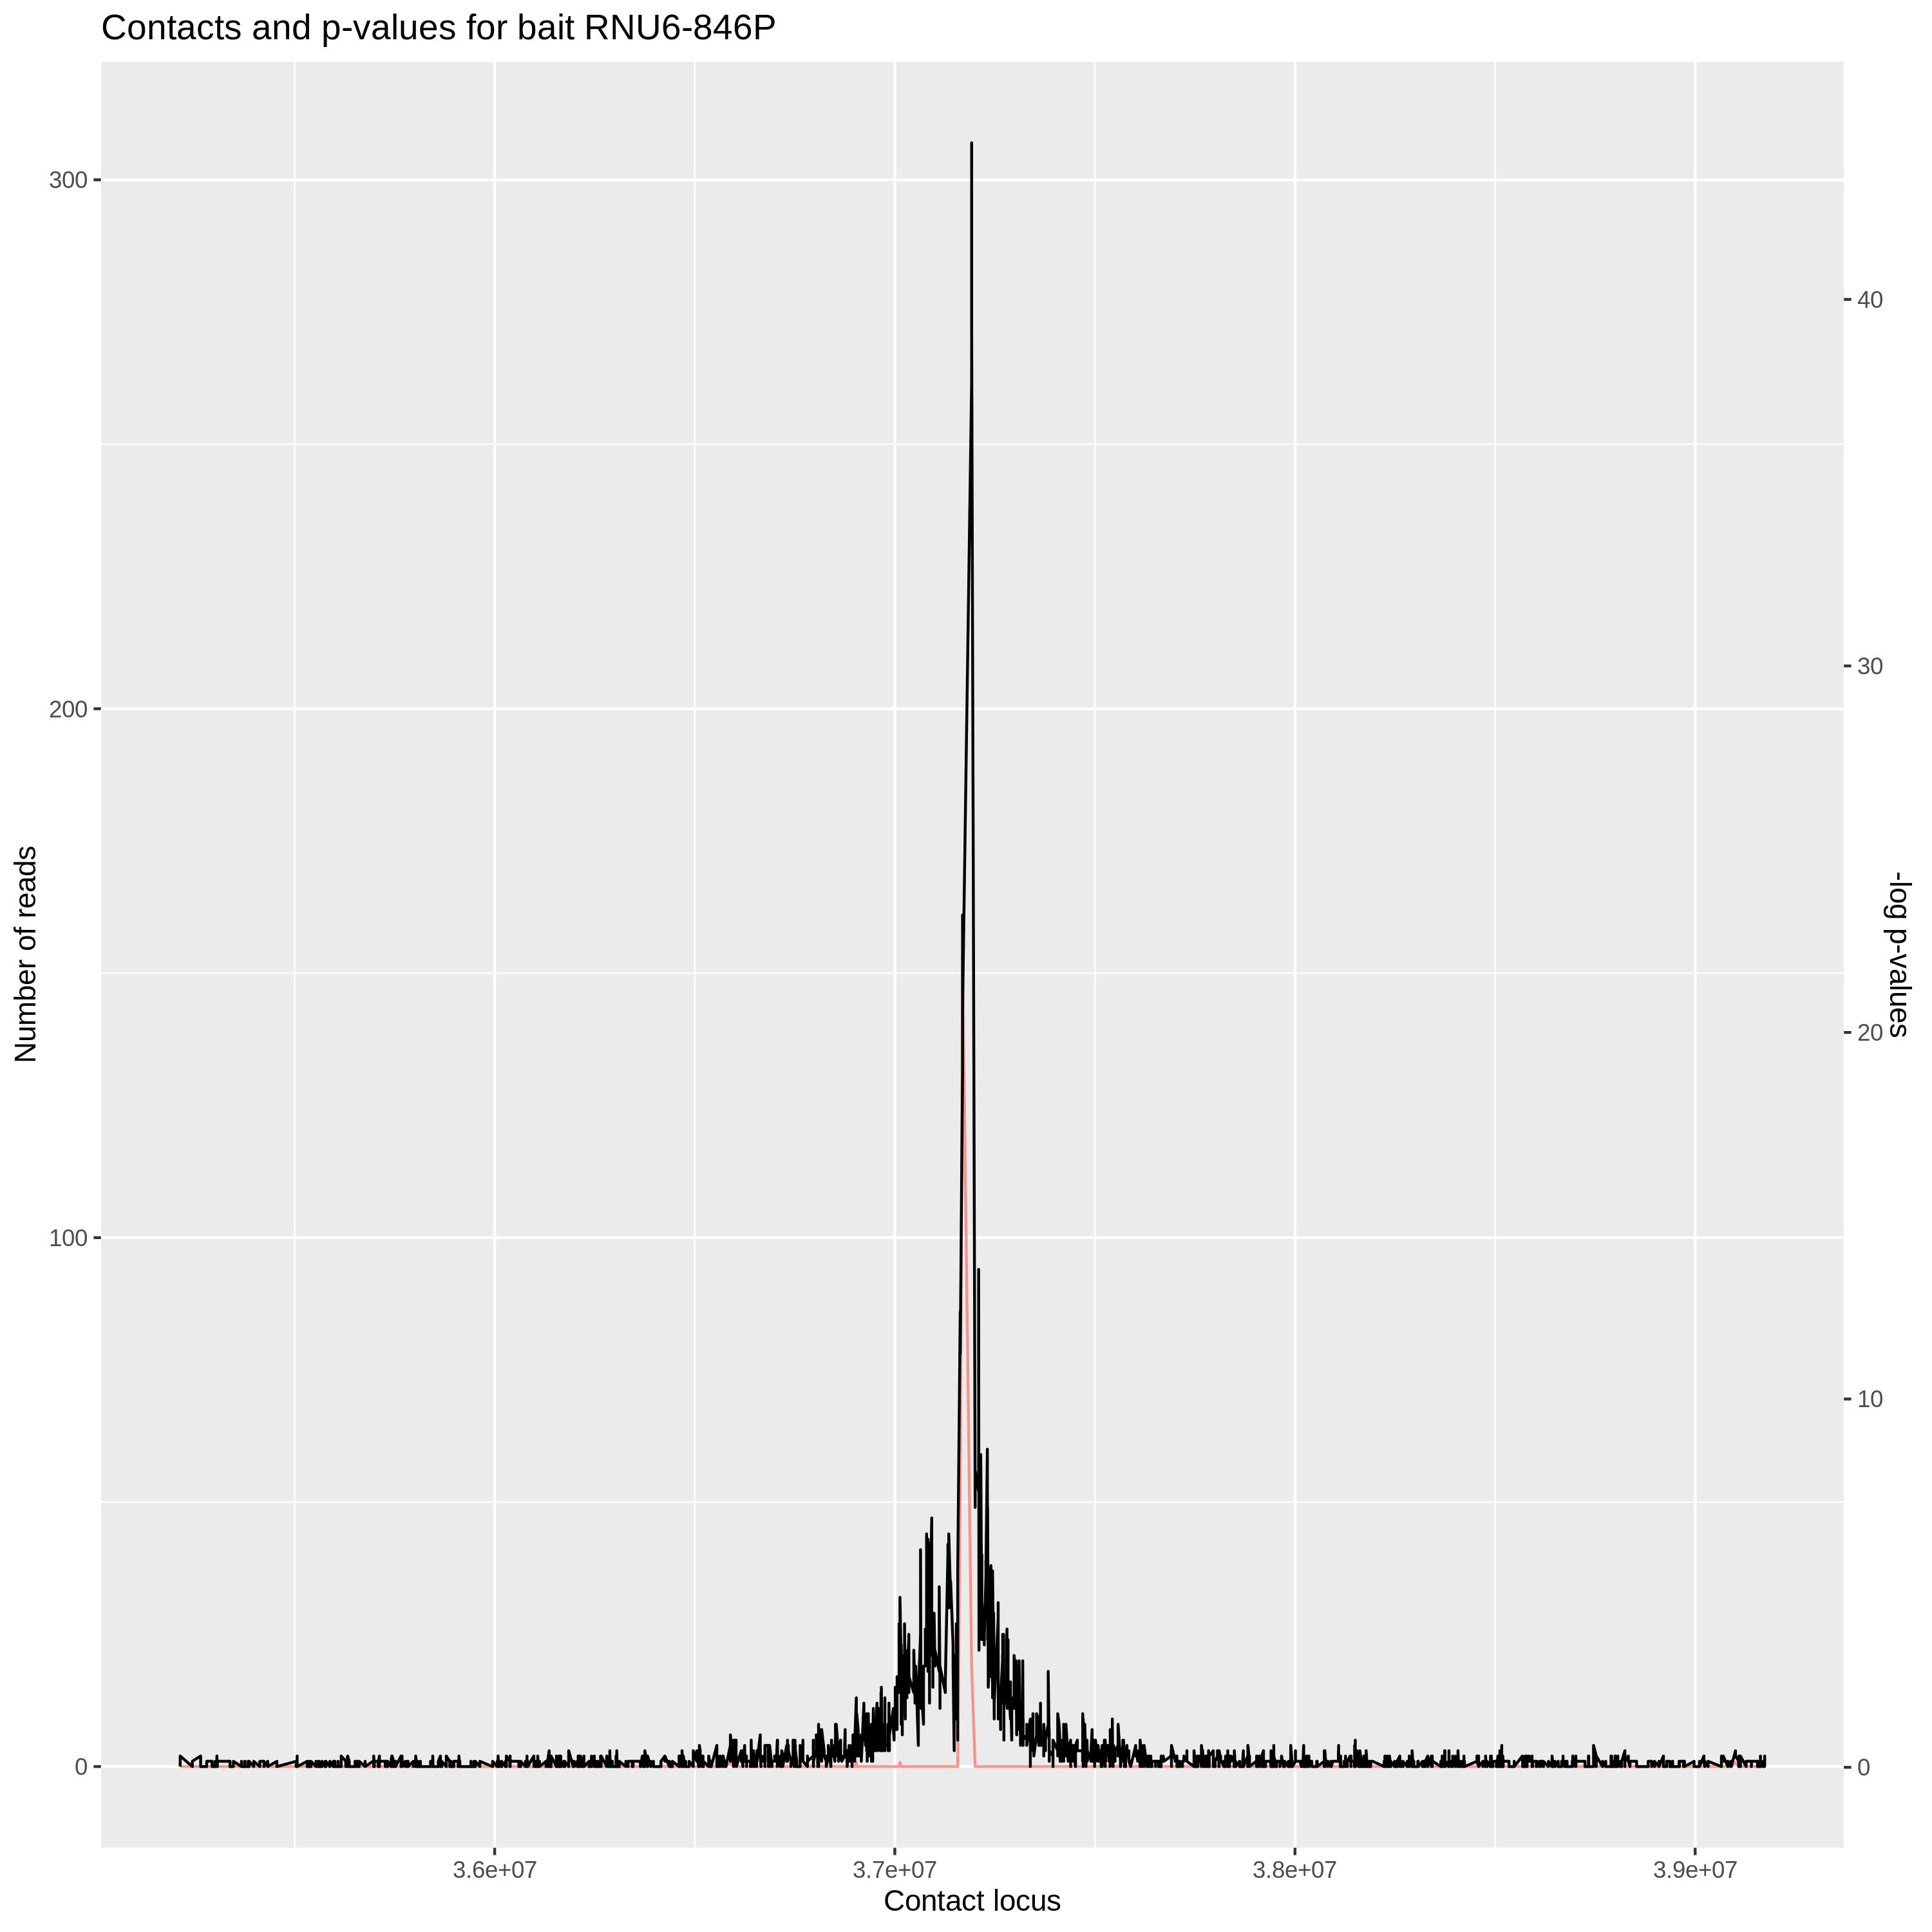 Contacts and p-values for bait RNU6-846P
300
200
100
0
Number of reads
40
30
20
10
0
-log p-values
3.6e+07
3.7e+07
3.8e+07
3.9e+07
Contact locus